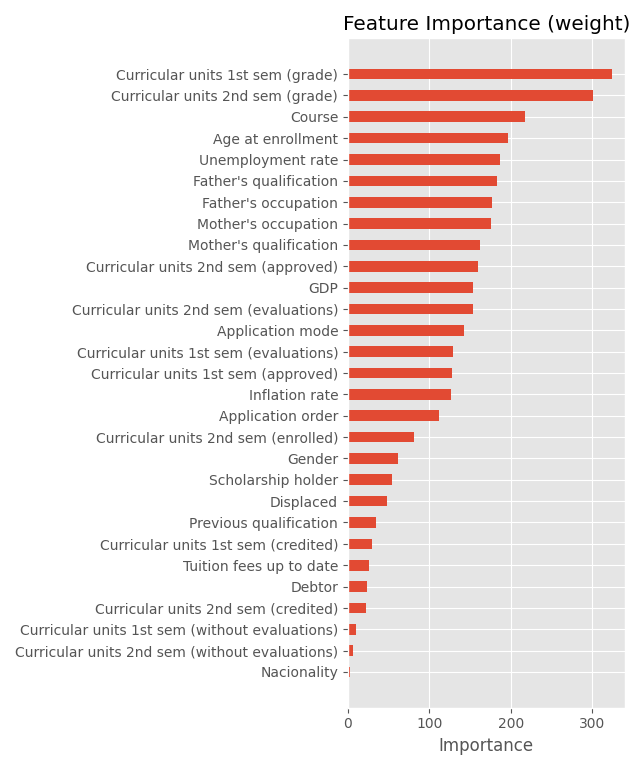 Feature Importance (weight)
Curricular units 1st sem (grade)
Curricular units 2nd sem (grade)
Course
Age at enrollment
Unemployment rate
Father's qualification
Father's occupation
Mother's occupation
Mother's qualification
Curricular units 2nd sem (approved)
GDP
Curricular units 2nd sem (evaluations)
Application mode
Curricular units 1st sem (evaluations)
Curricular units 1st sem (approved)
Inflation rate
Application order
Curricular units 2nd sem (enrolled)
Gender
Scholarship holder
Displaced
Previous qualification
Curricular units 1st sem (credited)
Tuition fees up to date
Debtor
Curricular units 2nd sem (credited)
Curricular units 1st sem (without evaluations)
Curricular units 2nd sem (without evaluations)
Nacionality
0 100 200 300
Importance